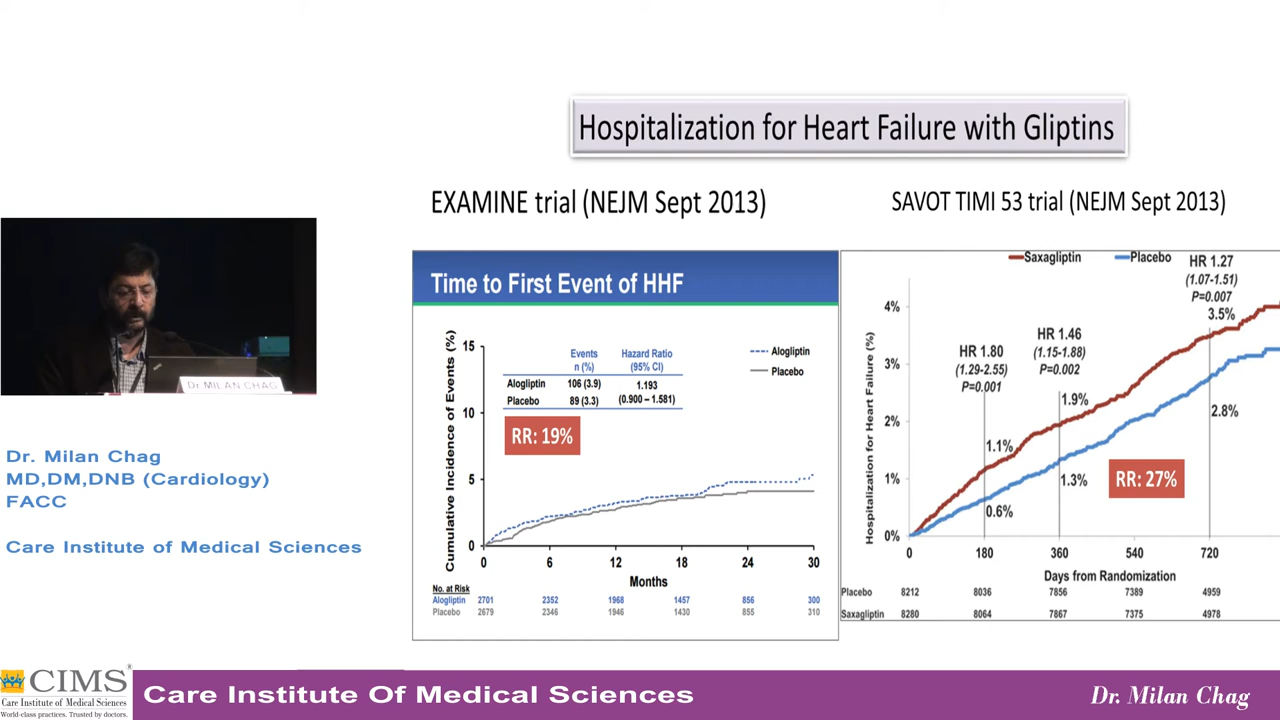 Hospitalization for Heart Failure with Gliptins
EXAMINE trial (NEJM Sept 2013)
SAVOT TIMI 53 trial (NEJM Sept 2013)
Time to First Event of HHF
Cumulative Incidence of Events (%)
15
10
5
0
Events
n (%)
Hazard Ratio
(95% CI)
Alogliptin 106 (3.9) 1.193
Placebo 89 (3.3) (0.900 – 1.581)
RR: 19%
Alogliptin
Placebo
0 6 12 18 24 30
Months
No. at Risk
Alogliptin 2701 2352 1968 1457 856 300
Placebo 2679 2346 1946 1430 855 310
Saxagliptin Placebo
Hospitalization for Heart Failure (%)
4%
3%
2%
1%
0%
HR 1.80
(1.29-2.55)
P=0.001
HR 1.46
(1.15-1.88)
P=0.002
HR 1.27
(1.07-1.51)
P=0.007
3.5%
1.9%
2.8%
1.1%
1.3%
0.6%
RR: 27%
0 180 360 540 720
Days from Randomization
Placebo 8212 8036 7856 7389 4959
Saxagliptin 8280 8064 7867 7375 4978
Dr MILAN CHAG
Dr. Milan Chag
MD,DM,DNB (Cardiology)
FACC
Care Institute of Medical Sciences
CIMS®
Care Institute of Medical Sciences
World-class practices. Trusted by doctors.
Care Institute Of Medical Sciences
Dr. Milan Chag